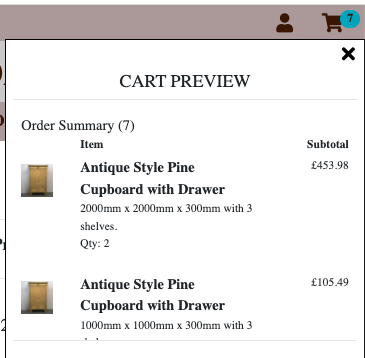 7
CART PREVIEW
Order Summary (7)
Item Subtotal
Antique Style Pine £453.98
Cupboard with Drawer
2000mm x 2000mm x 300mm with 3
shelves.
Qty: 2
Antique Style Pine £105.49
Cupboard with Drawer
1000mm x 1000mm x 300mm with 3